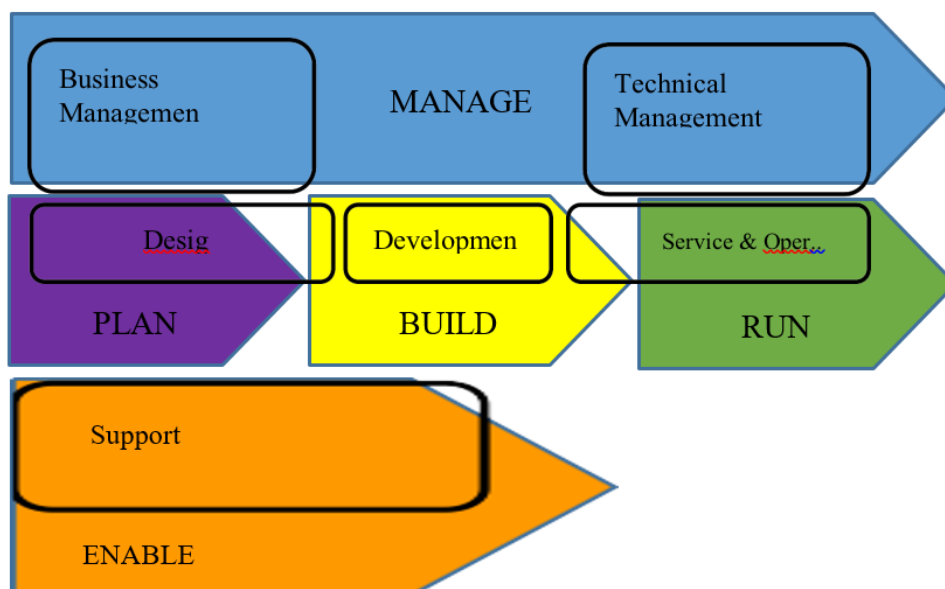 Business
Managemen
MANAGE
Technical
Management
Desig
Developmen
Service & Oper..
PLAN
BUILD
RUN
Support
ENABLE